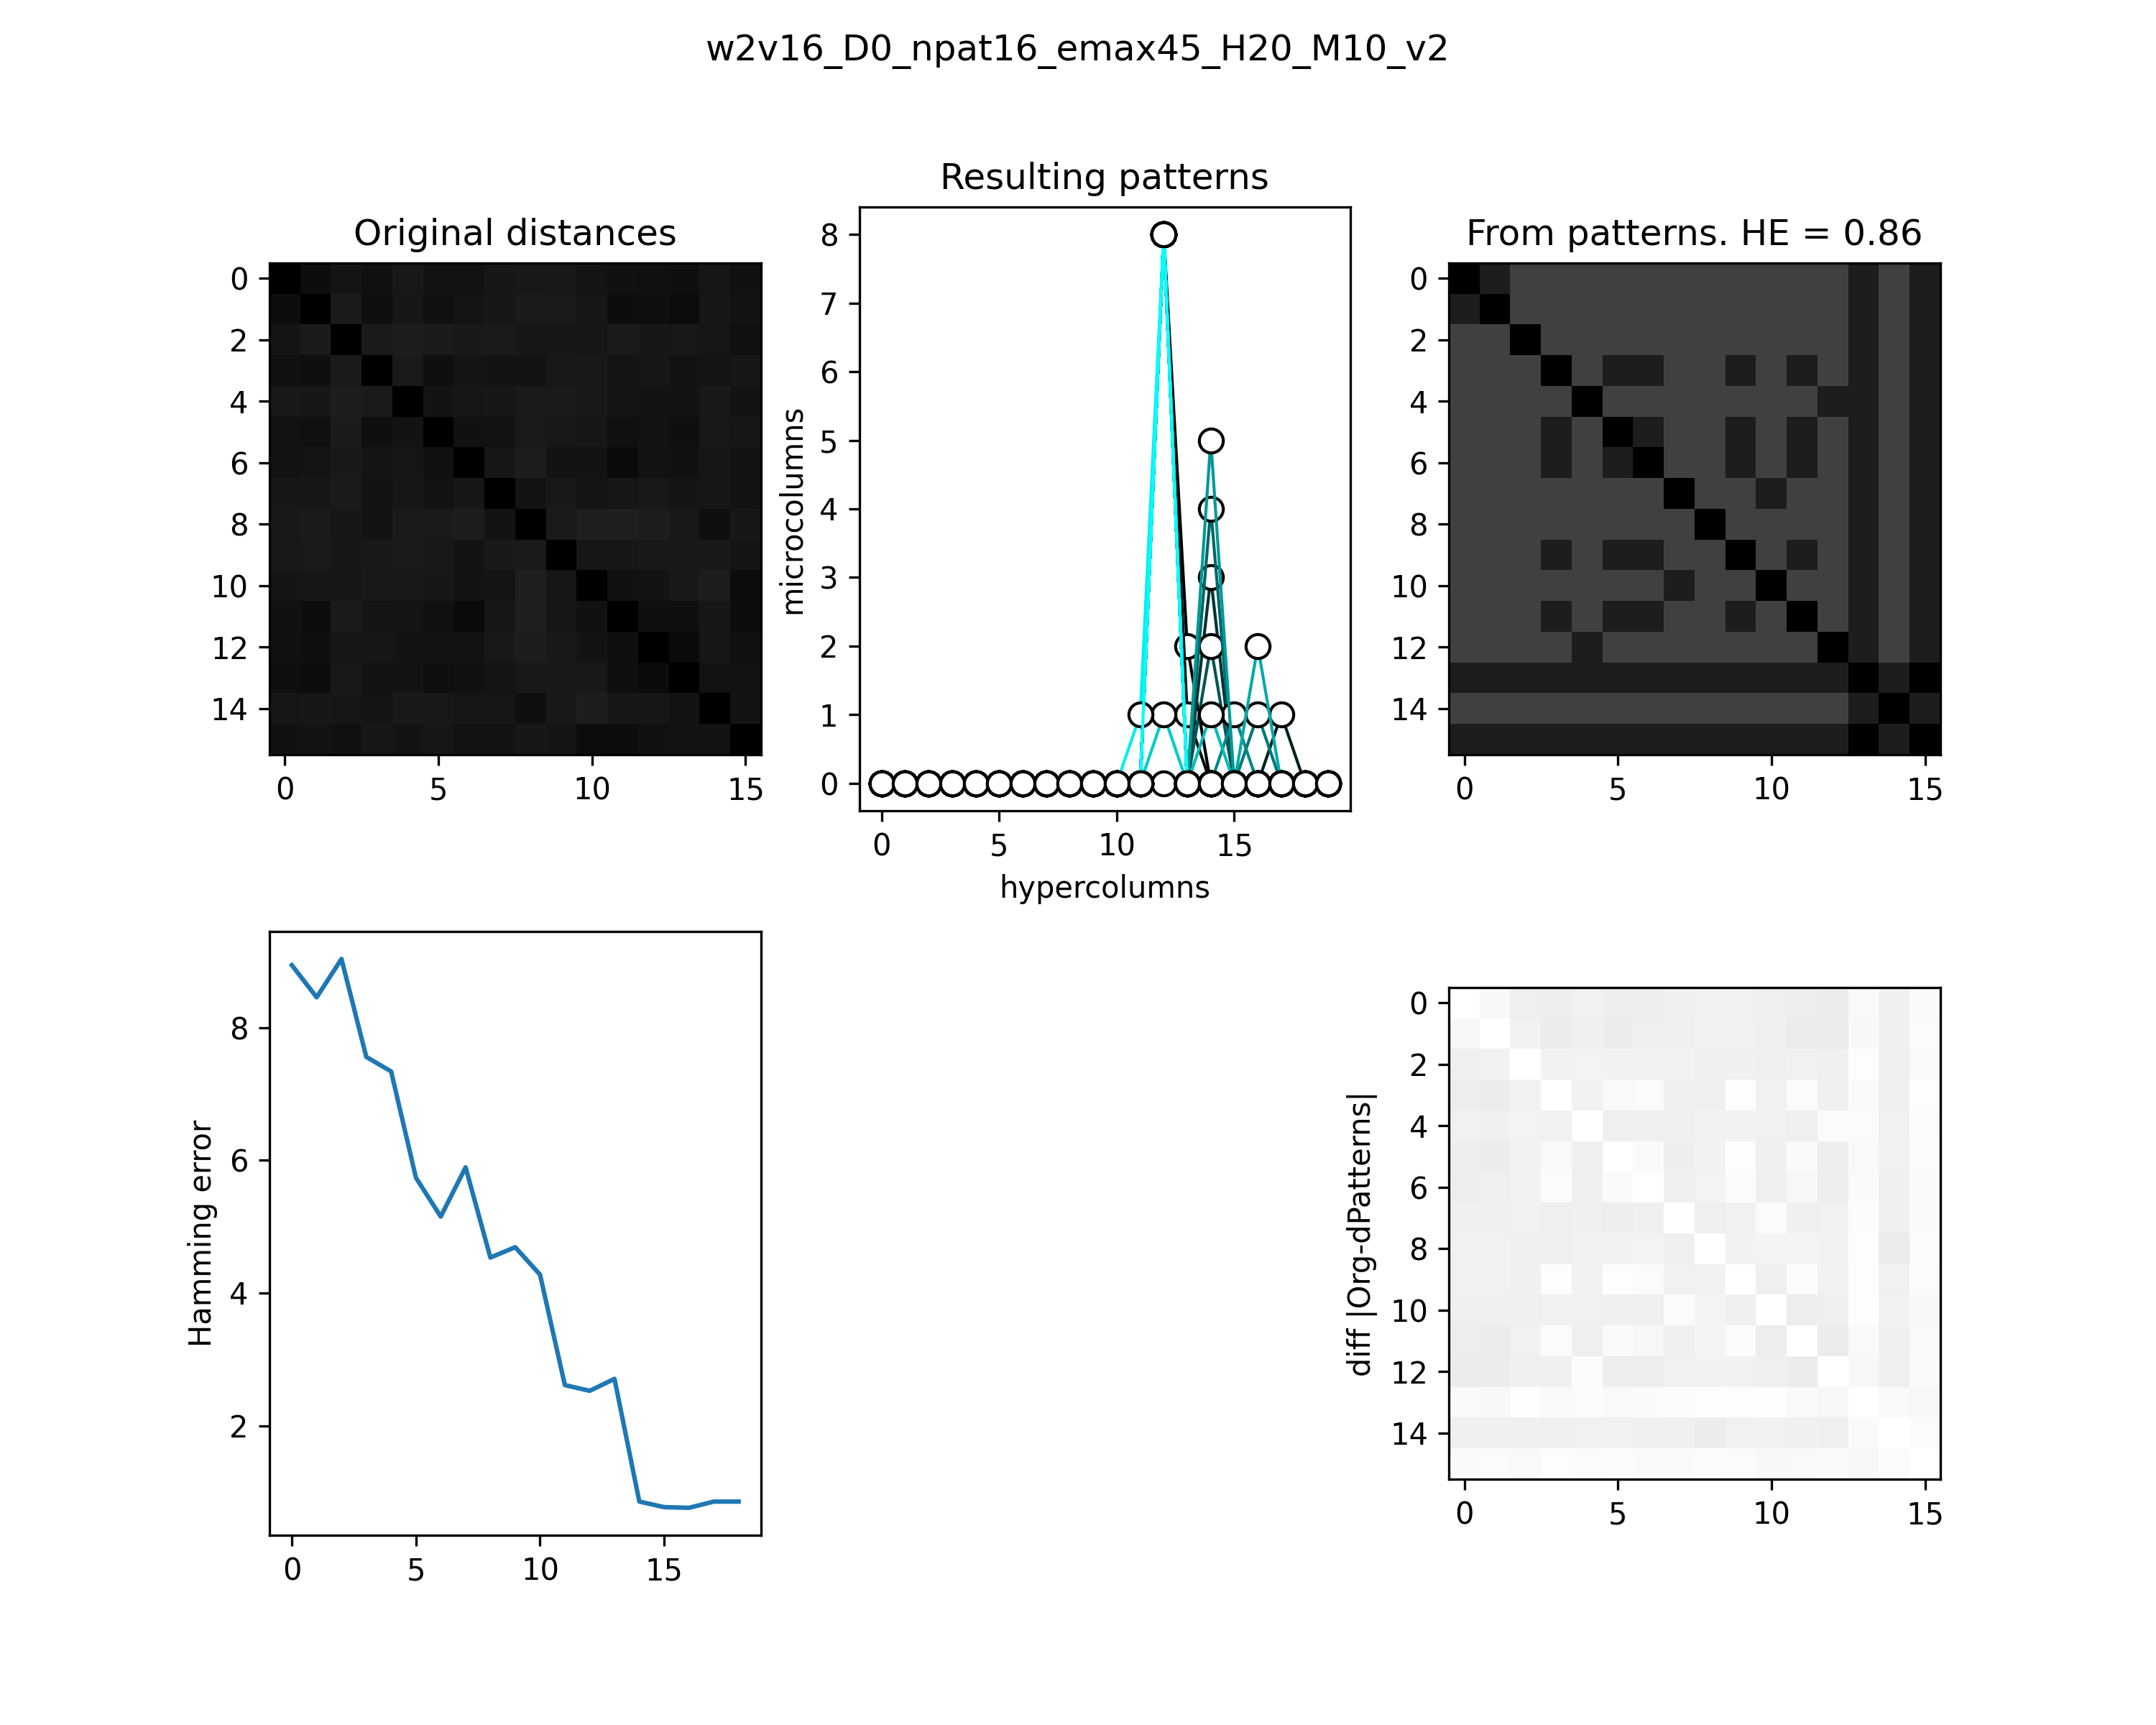 w2v16_D0_npat16_emax45_H20_M10_v2
Original distances
0
2
4
6
8
10
12
14
0 5 10 15
Resulting patterns
microcolumns
8
7
6
5
4
3
2
1
0
0 5 10 15
hypercolumns
From patterns. HE = 0.86
0
2
4
6
8
10
12
14
0 5 10 15
Hamming error
8
6
4
2
0 5 10 15
diff |Org-dPatterns|
0
2
4
6
8
10
12
14
0 5 10 15